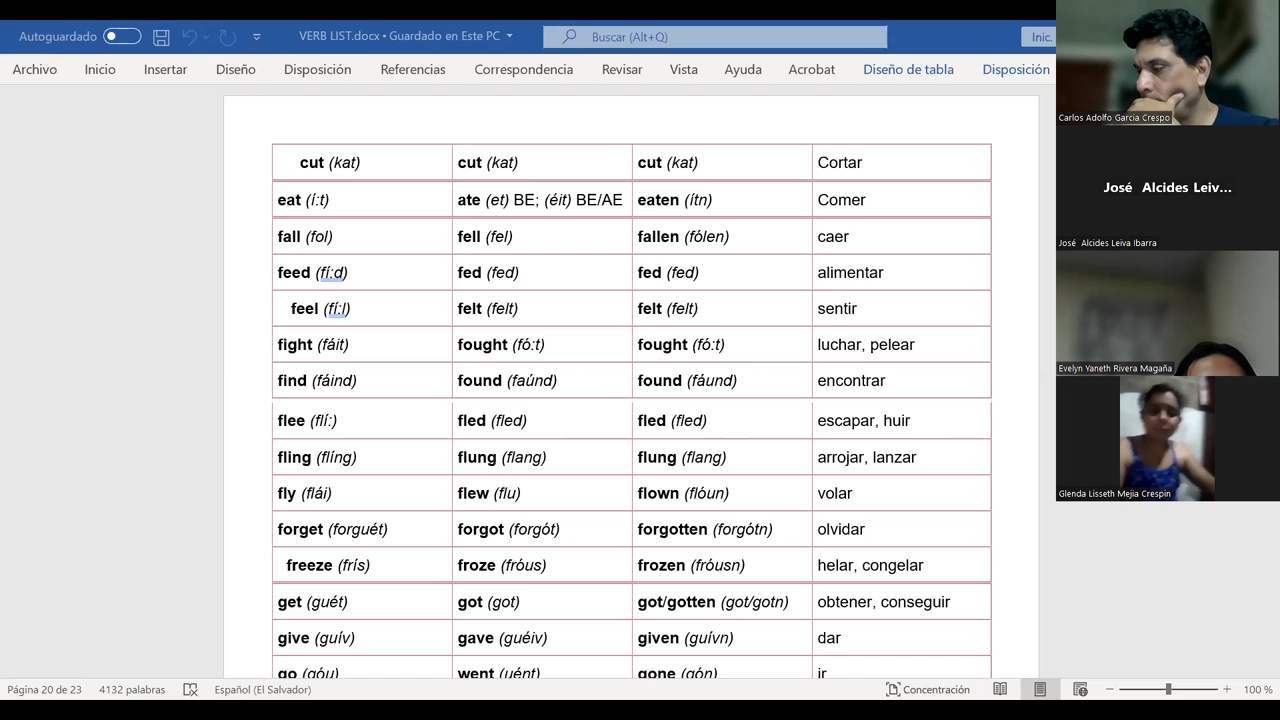 Autoguardado VERB LIST.docx • Guardado en Este PC Buscar (Alt+Q) Inic.
Archivo Inicio Insertar Diseño Disposición Referencias Correspondencia Revisar Vista Ayuda Acrobat Diseño de tabla Disposición
cut (kat) cut (kat) cut (kat) Cortar
eat (í:t) ate (et) BE; (éit) BE/AE eaten (ítn) Comer
fall (fol) fell (fel) fallen (fólen) caer
feed (fí:d) fed (fed) fed (fed) alimentar
feel (fí:l) felt (felt) felt (felt) sentir
fight (fáit) fought (fó:t) fought (fó:t) luchar, pelear
find (fáind) found (faúnd) found (fáund) encontrar
flee (flí:) fled (fled) fled (fled) escapar, huir
fling (flíng) flung (flang) flung (flang) arrojar, lanzar
fly (flái) flew (flu) flown (flóun) volar
forget (forguét) forgot (forgót) forgotten (forgótn) olvidar
freeze (frís) froze (fróus) frozen (fróusn) helar, congelar
get (guét) got (got) got/gotten (got/gotn) obtener, conseguir
give (guív) gave (guéiv) given (guívn) dar
go (góu) went (uént) gone (gón) ir
Página 20 de 23 4132 palabras Español (El Salvador) Concentración 100 %
Carlos Adolfo Garcia Crespo
José Alcides Leiv...
José Alcides Leiva Ibarra
Evelyn Yaneth Rivera Magaña
Glenda Lisseth Mejia Crespin